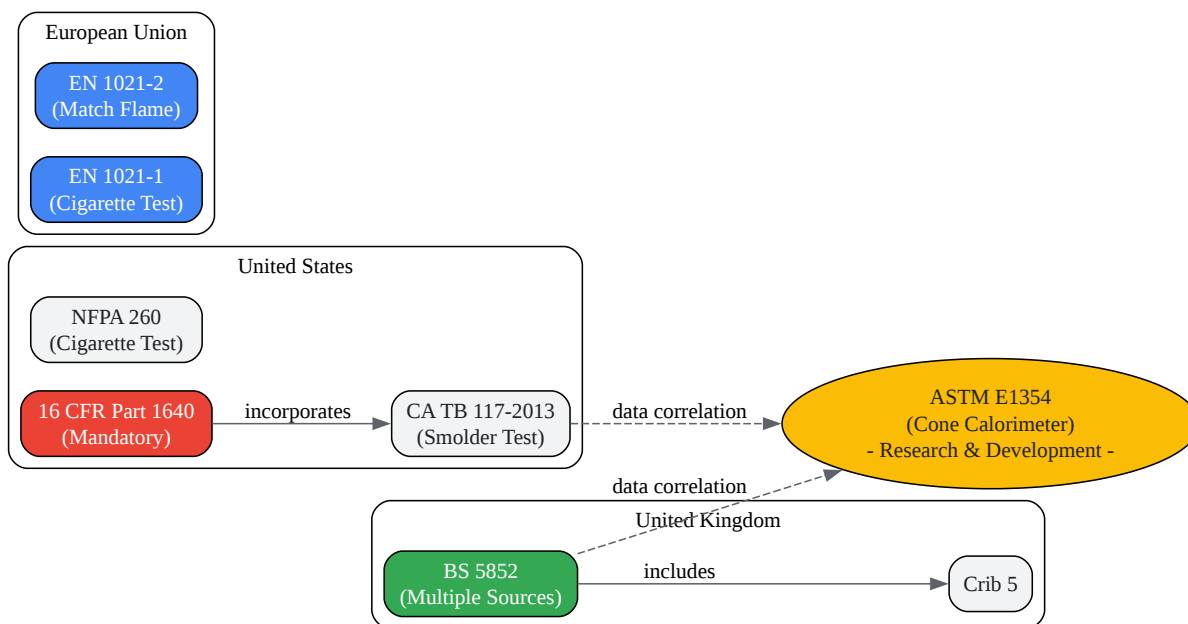 European Union
EN 1021-2
(Match Flame)
EN 1021-1
(Cigarette Test)
United States
NFPA 260
(Cigarette Test)
16 CFR Part 1640
(Mandatory)
incorporates
CA TB 117-2013
(Smolder Test)
data correlation
ASTM E1354
(Cone Calorimeter)
- Research & Development -
data correlation
United Kingdom
BS 5852
(Multiple Sources)
includes
Crib 5